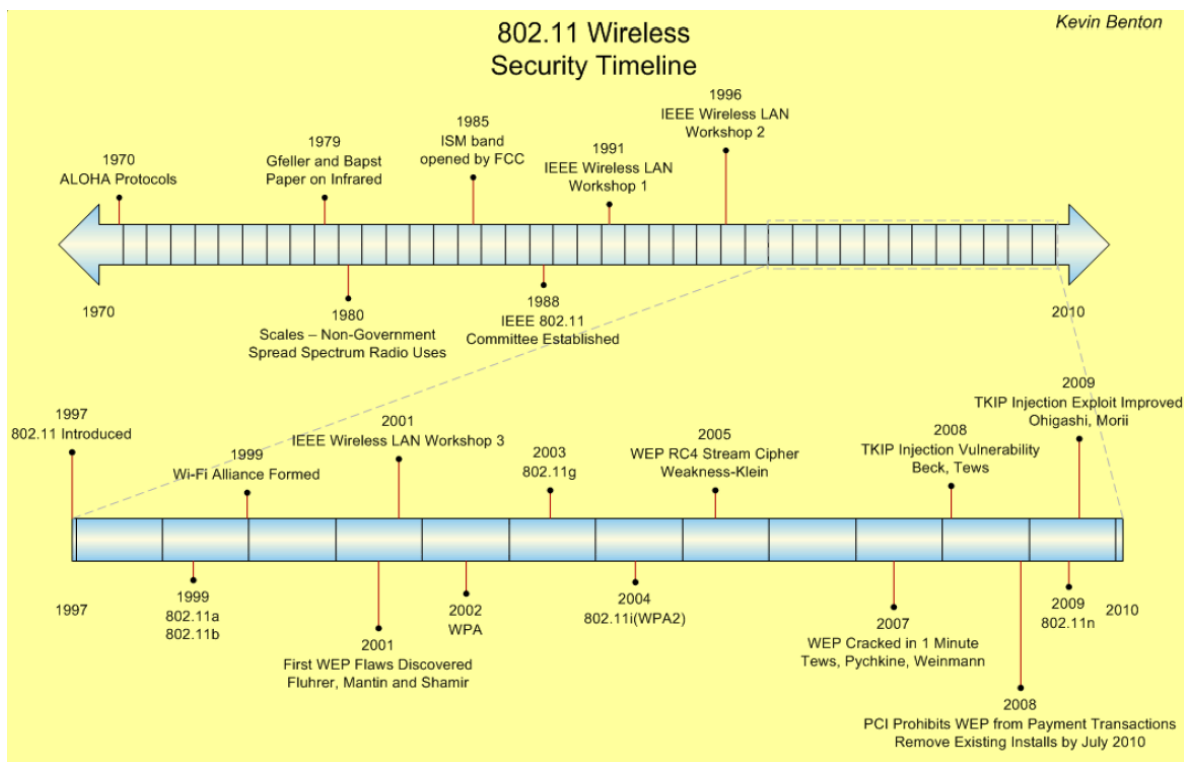 Kevin Benton
802.11 Wireless
Security Timeline
1970
ALOHA Protocols
1979
Gfeller and Bapst
Paper on Infrared
1985
ISM band
opened by FCC
1991
IEEE Wireless LAN
Workshop 1
1996
IEEE Wireless LAN
Workshop 2
1970
1980
Scales – Non-Government
Spread Spectrum Radio Uses
1988
IEEE 802.11
Committee Established
2010
1997
802.11 Introduced
1999
Wi-Fi Alliance Formed
2001
IEEE Wireless LAN Workshop 3
2003
802.11g
2005
WEP RC4 Stream Cipher
Weakness-Klein
2008
TKIP Injection Vulnerability
Beck, Tews
2009
TKIP Injection Exploit Improved
Ohigashi, Morii
1997
1999
802.11a
802.11b
2001
First WEP Flaws Discovered
Fluhrer, Mantin and Shamir
2002
WPA
2004
802.11i(WPA2)
2007
WEP Cracked in 1 Minute
Tews, Pychkine, Weinmann
2008
PCI Prohibits WEP from Payment Transactions
Remove Existing Installs by July 2010
2009
802.11n
2010